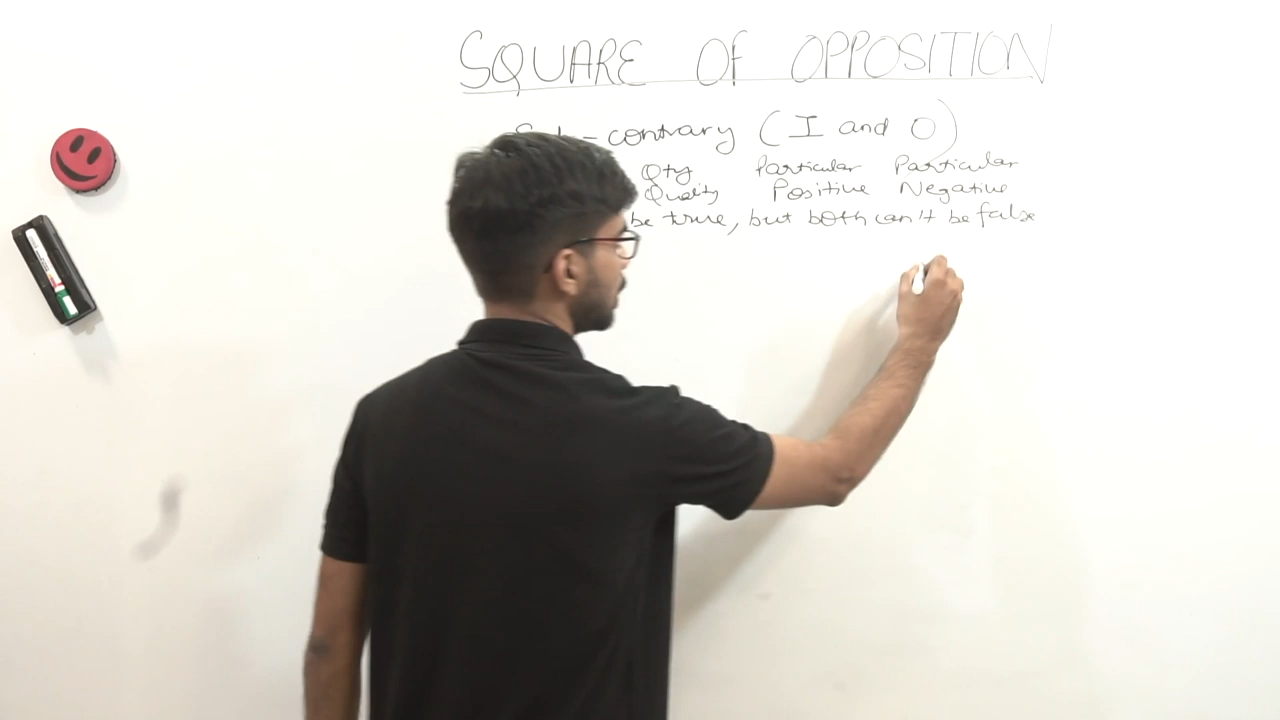 SQUARE OF OPPOSITION
contrary (I and O)
Qty Particular Particular
Quality Positive Negative
be true, but both can't be false